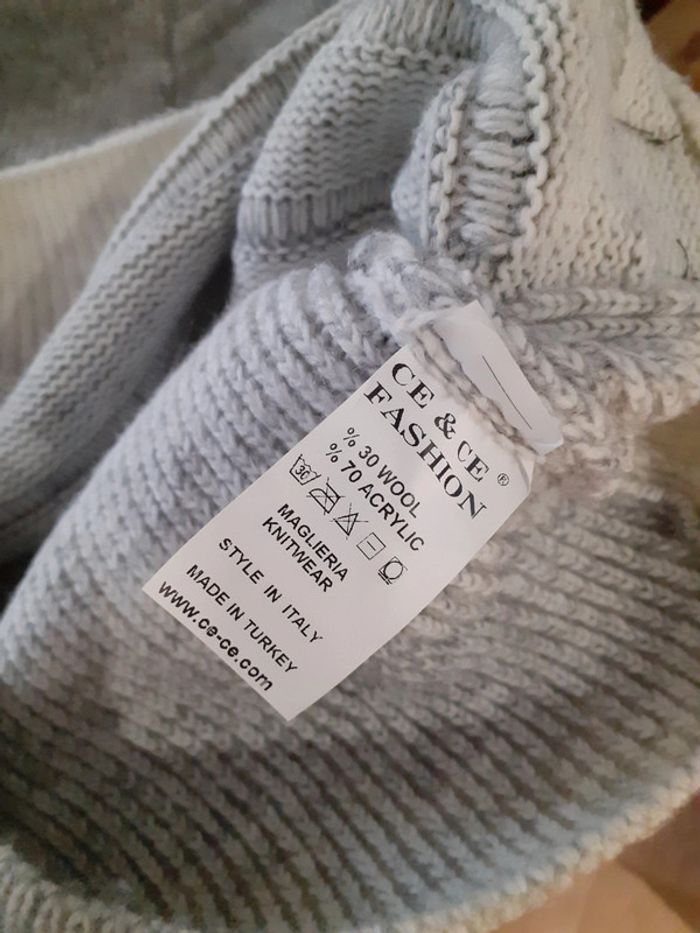 CE & CE ®
FASHION
% 30 WOOL
% 70 ACRYLIC
30
MAGLIERIA
KNITWEAR
STYLE IN ITALY
MADE IN TURKEY
www.ce-ce.com